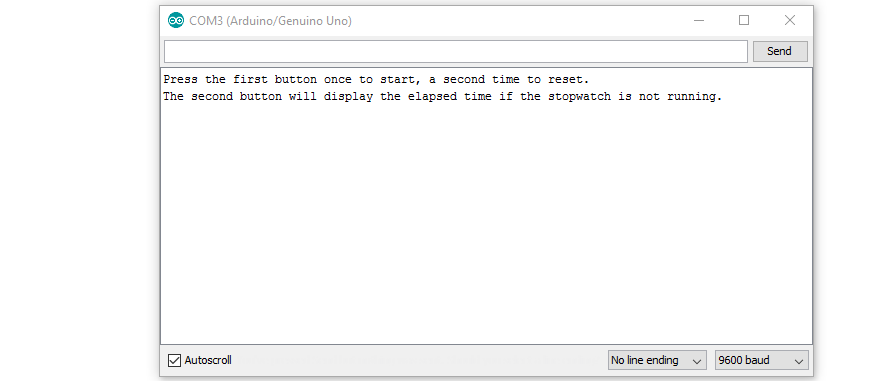 COM3 (Arduino/Genuino Uno)
Send
Press the first button once to start, a second time to reset.
The second button will display the elapsed time if the stopwatch is not running.
Autoscroll
No line ending
9600 baud